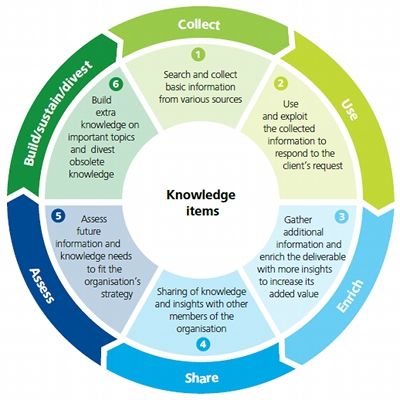 Collect
1
Search and collect
basic information
from various sources
Use
2
Use
and exploit
the collected
information to
respond to the
client's request
Enrich
3
Gather
additional
information and
enrich the deliverable
with more insights
to increase its
added value
Share
4
Sharing of knowledge
and insights with other
members of the
organisation
Assess
5
Assess
future
information and
knowledge needs
to fit the
organisation's
strategy
Build/sustain/divest
6
Build
extra
knowledge on
important topics
and divest
obsolete
knowledge
Knowledge
items